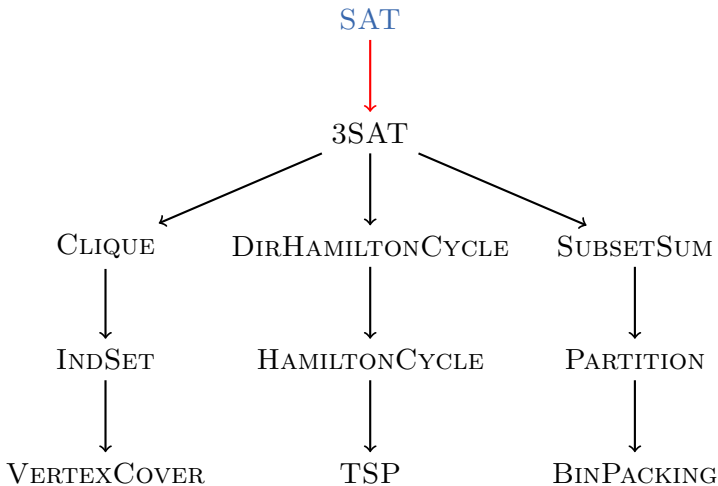 SAT
3SAT
CLIQUE DIRHAMILTONCYCLE SUBSETSUM
INDSET HAMILTONCYCLE PARTITION
VERTEXCOVER TSP BINPACKING